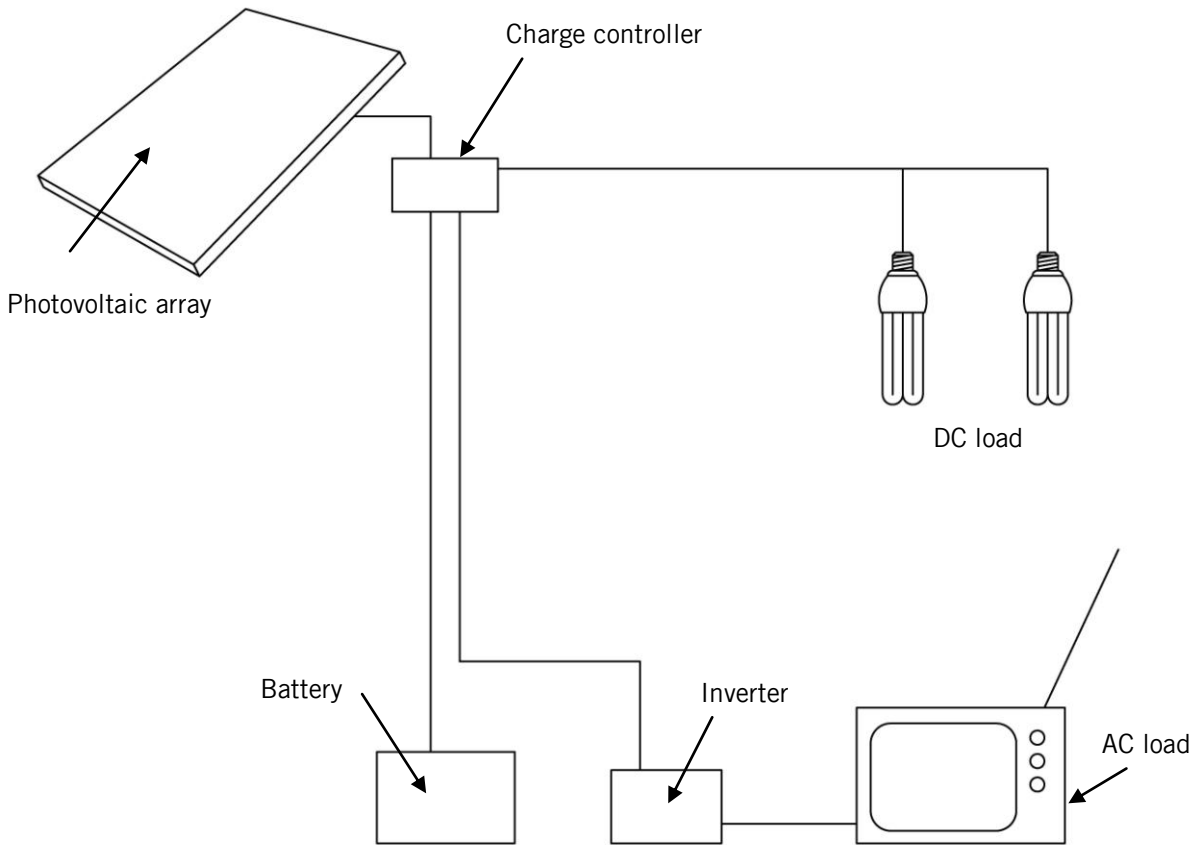 Charge controller
Photovoltaic array
DC load
Battery
Inverter
AC load